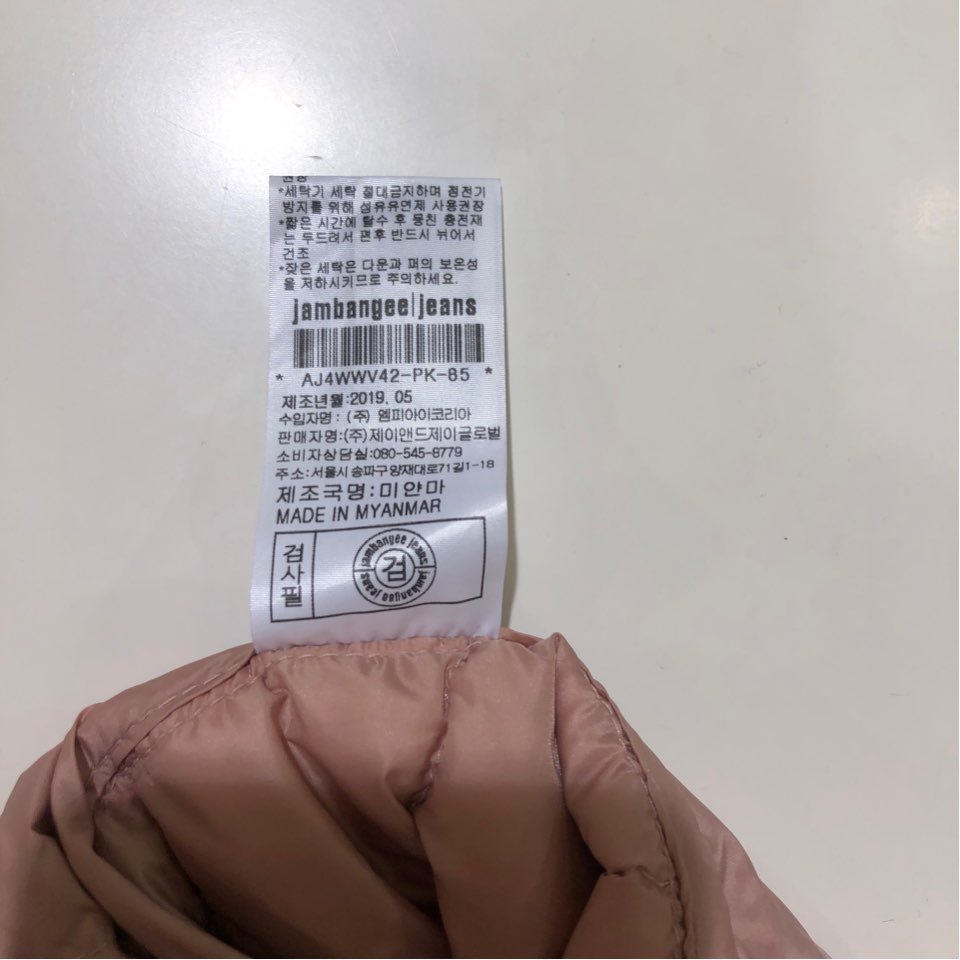 권장
*세탁기 세탁 절대금지하며 정전기
방지를 위해 섬유유연제 사용권장
*짧은 시간에 탈수 후 뭉친 충전재
는 두드려서 편후 반드시 뉘어서
건조
*잦은 세탁은 다운과 퍼의 보온성
을 저하시키므로 주의하세요.
jambangee|jeans
* AJ4WWV42-PK-85 *
제조년월:2019. 05
수입자명 : (주) 엠피아이코리아
판매자명:(주)제이앤드제이글로벌
소비자상담실:080-545-8779
주소:서울시 송파구양재대로71길1-18
제조국명:미얀마
MADE IN MYANMAR
검사필
jambangee jeans
검
jambangee jeans